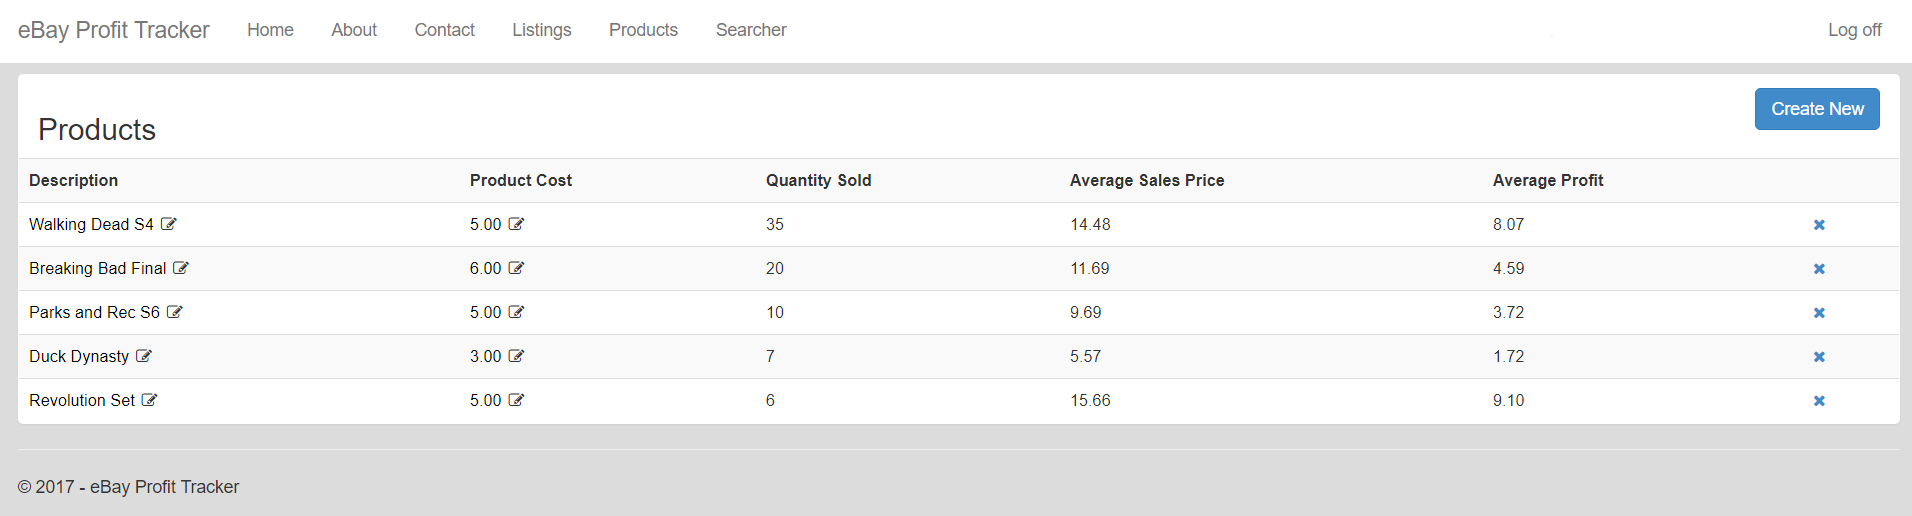 eBay Profit Tracker Home About Contact Listings Products Searcher Log off
Create New
Products
Description Product Cost Quantity Sold Average Sales Price Average Profit
Walking Dead S4 5.00 35 14.48 8.07
Breaking Bad Final 6.00 20 11.69 4.59
Parks and Rec S6 5.00 10 9.69 3.72
Duck Dynasty 3.00 7 5.57 1.72
Revolution Set 5.00 6 15.66 9.10
© 2017 - eBay Profit Tracker